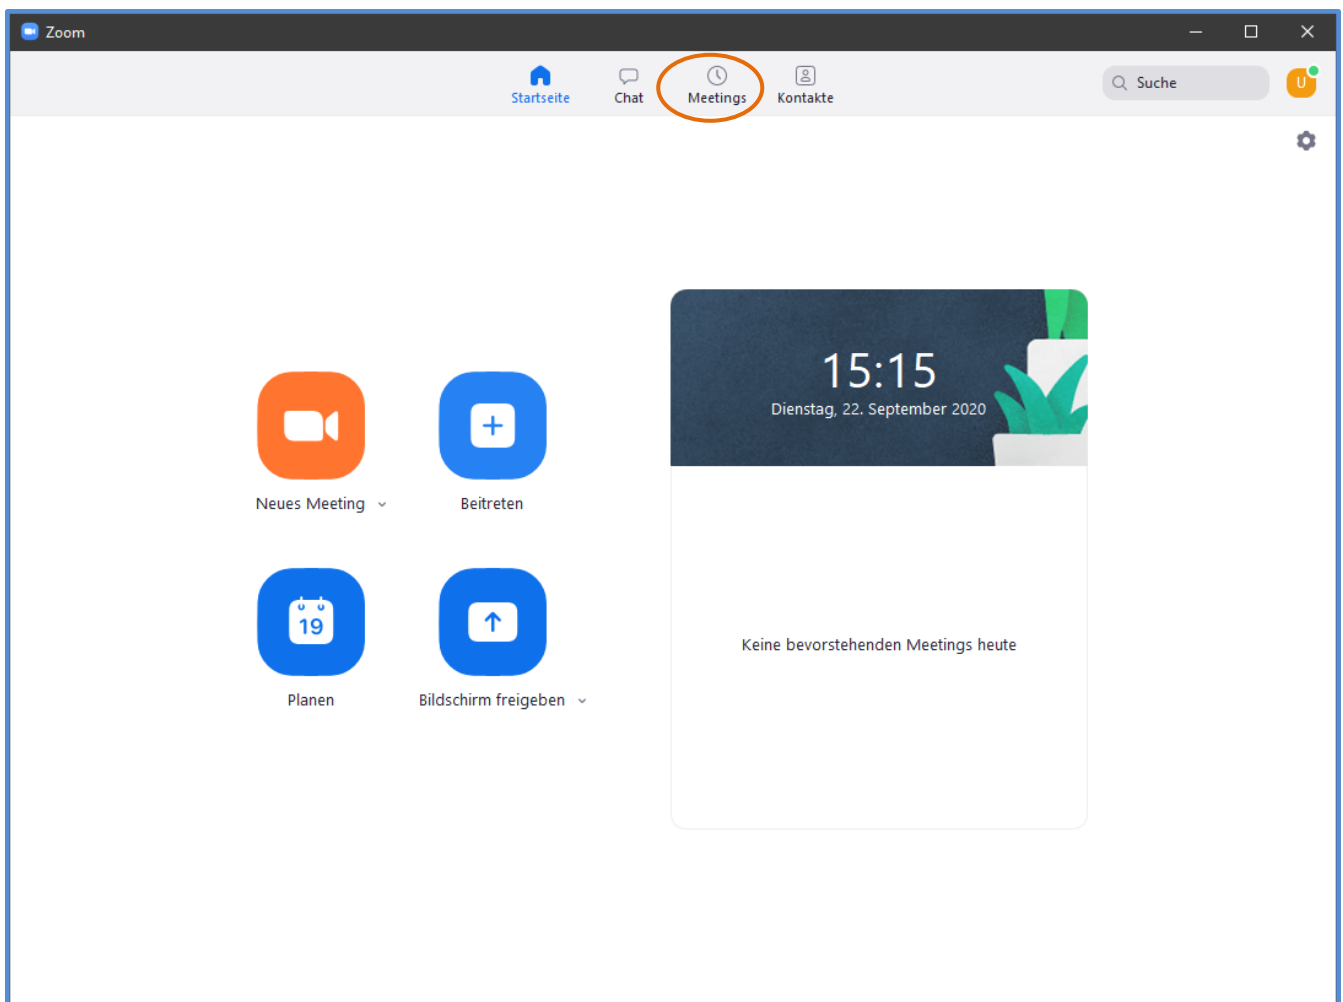 Zoom
Startseite
Chat
Meetings
Kontakte
Suche
U
15:15
Dienstag, 22. September 2020
Neues Meeting
Beitreten
19
Planen
Bildschirm freigeben
Keine bevorstehenden Meetings heute